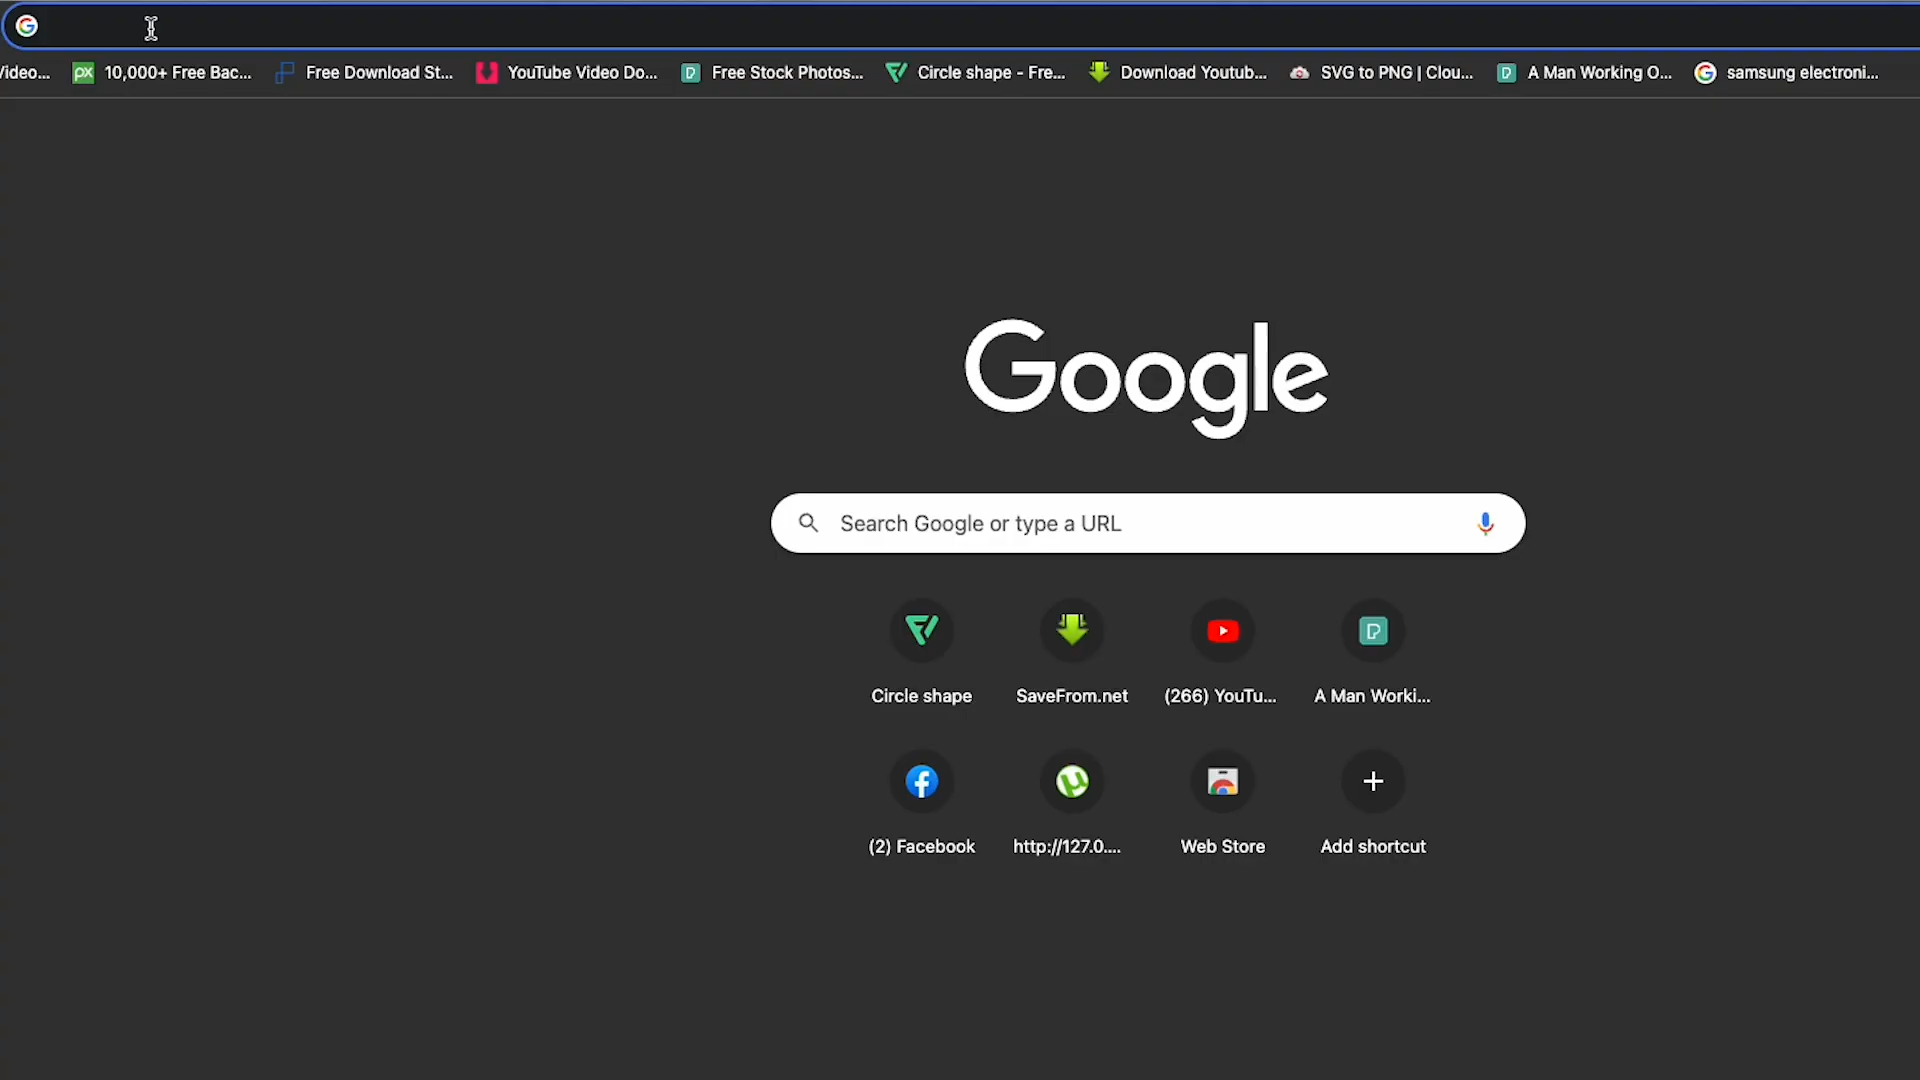 Video... 10,000+ Free Bac... Free Download St... YouTube Video Do... Free Stock Photos... Circle shape - Fre... Download Youtub... SVG to PNG | Clou... A Man Working O... samsung electroni...
Google
Search Google or type a URL
Circle shape SaveFrom.net (266) YouTu... A Man Worki...
(2) Facebook http://127.0.... Web Store Add shortcut